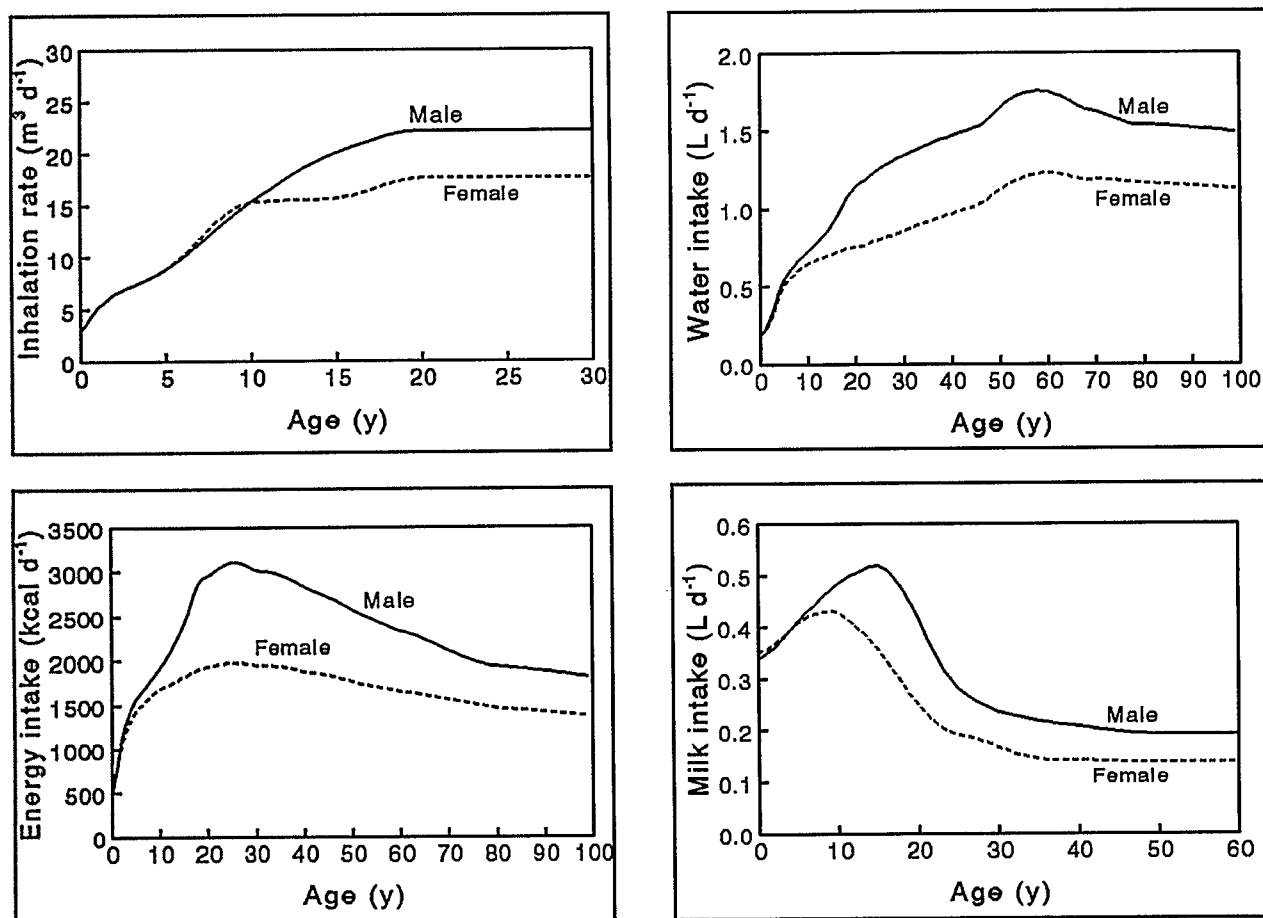 Inhalation rate (m³ d⁻¹)
30
25
20
15
10
5
0
Male
Female
0 5 10 15 20 25 30
Age (y)
Water intake (L d⁻¹)
2.0
1.5
1.0
0.5
0.0
Male
Female
0 10 20 30 40 50 60 70 80 90 100
Age (y)
Energy intake (kcal d⁻¹)
3500
3000
2500
2000
1500
1000
500
0
Male
Female
0 10 20 30 40 50 60 70 80 90 100
Age (y)
Milk intake (L d⁻¹)
0.6
0.5
0.4
0.3
0.2
0.1
0.0
Male
Female
0 10 20 30 40 50 60
Age (y)